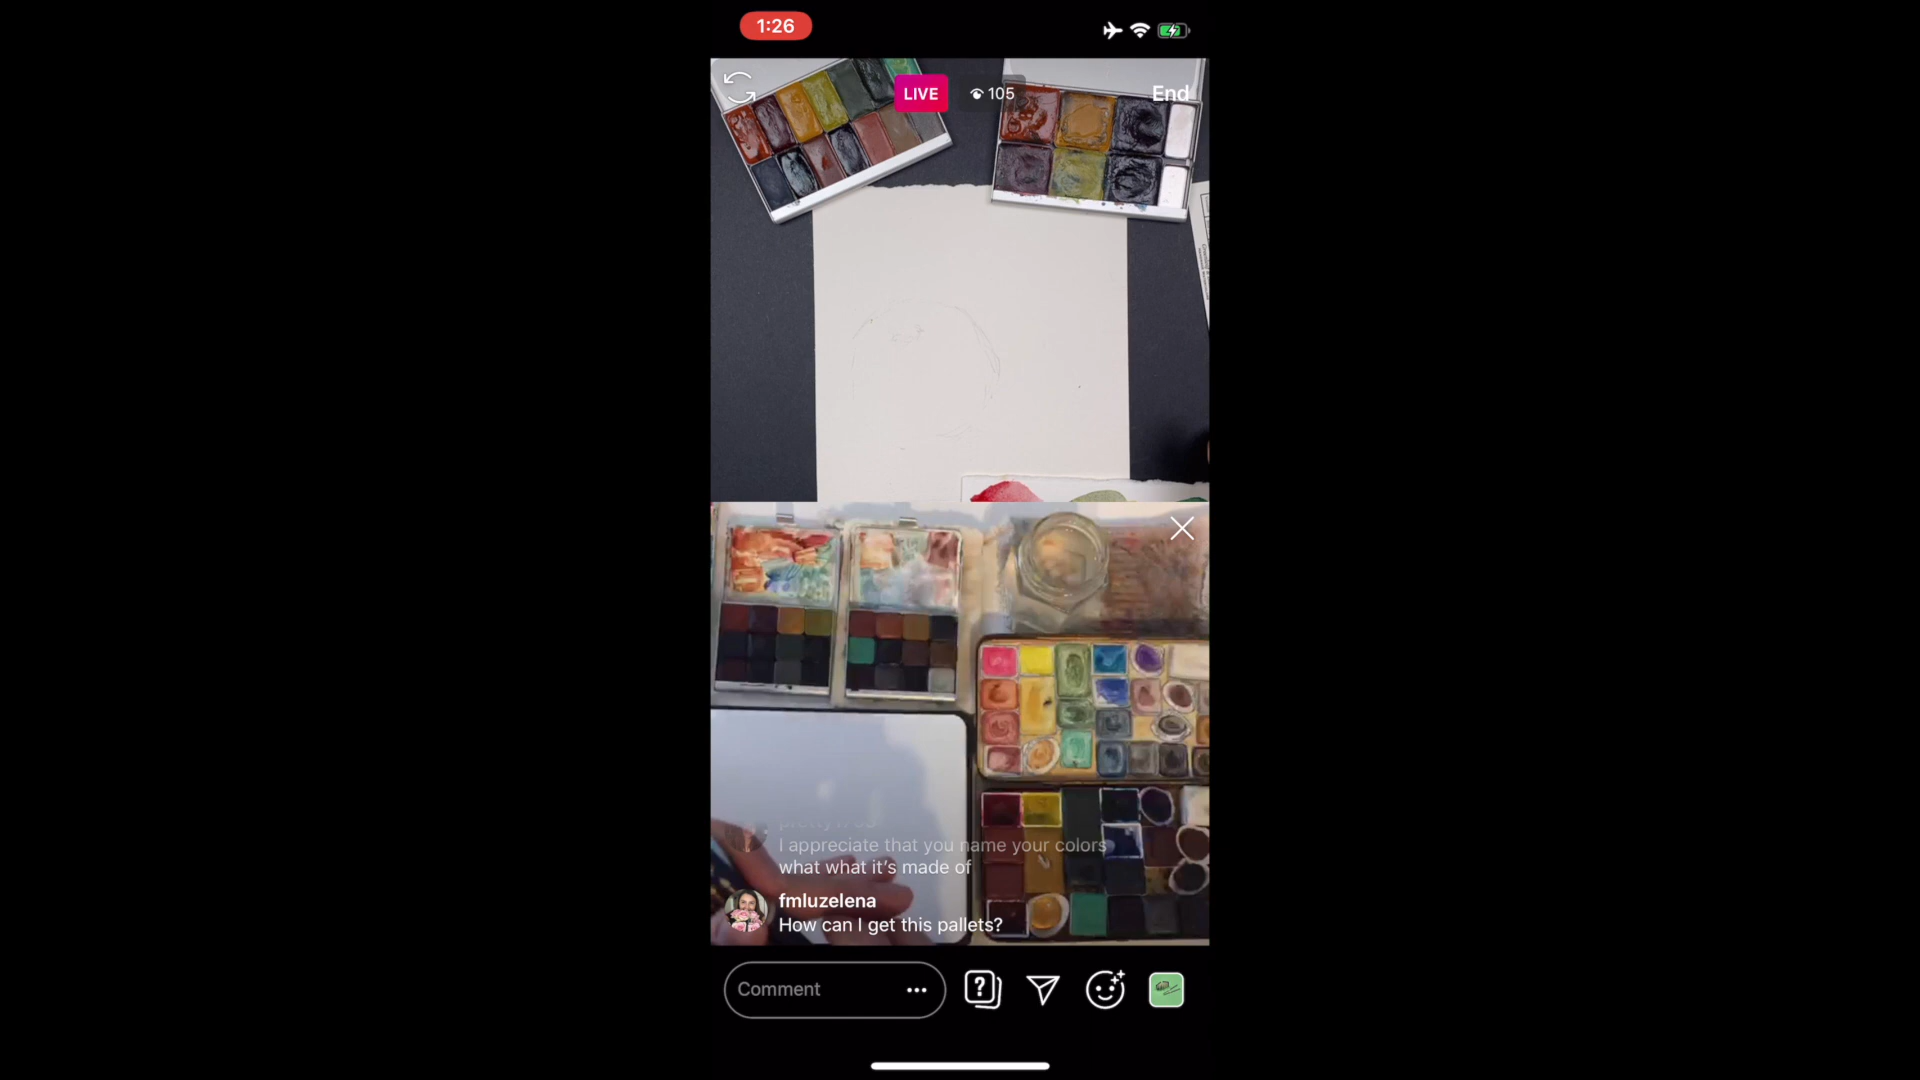 1:26
LIVE
105
End
I appreciate that you name your colors
what what it's made of
fmluzelena
How can I get this pallets?
Comment